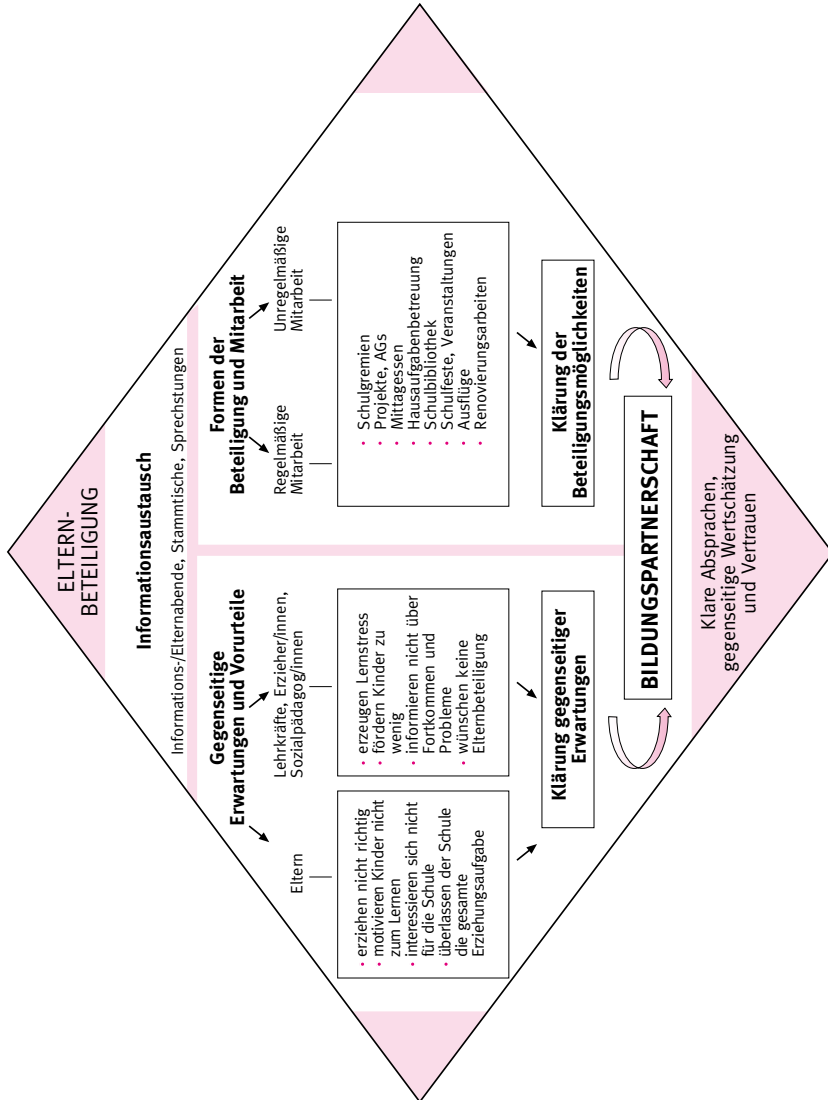 ELTERN-
BETEILIGUNG
Informationsaustausch
Informations-/Elternabende, Stammtische, Sprechstungen
Gegenseitige
Erwartungen und Vorurteile
Eltern
Lehrkräfte, Erzieher/innen,
Sozialpädagog/innen
• erziehen nicht richtig
• motivieren Kinder nicht
zum Lernen
• interessieren sich nicht
für die Schule
• überlassen der Schule
die gesamte
Erziehungsaufgabe
• erzeugen Lernstress
• fördern Kinder zu
wenig
• informieren nicht über
Fortkommen und
Probleme
• wünschen keine
Elternbeteiligung
Klärung gegenseitiger
Erwartungen
Formen der
Beteiligung und Mitarbeit
Regelmäßige
Mitarbeit
Unregelmäßige
Mitarbeit
• Schulgremien
• Projekte, AGs
• Mittagessen
• Hausaufgabenbetreuung
• Schulbibliothek
• Schulfeste, Veranstaltungen
• Ausflüge
• Renovierungsarbeiten
Klärung der
Beteiligungsmöglichkeiten
BILDUNGSPARTNERSCHAFT
Klare Absprachen,
gegenseitige Wertschätzung
und Vertrauen